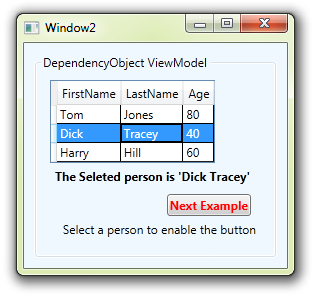 Window2
DependencyObject ViewModel
FirstName LastName Age
Tom Jones 80
Dick Tracey 40
Harry Hill 60
The Seleted person is 'Dick Tracey'
Next Example
Select a person to enable the button